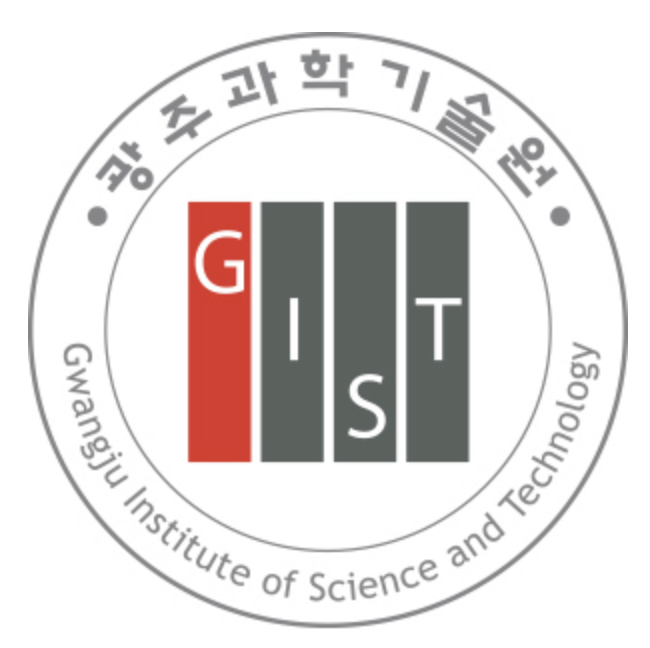 광주과학기술원
GIST
Gwangju Institute of Science and Technology